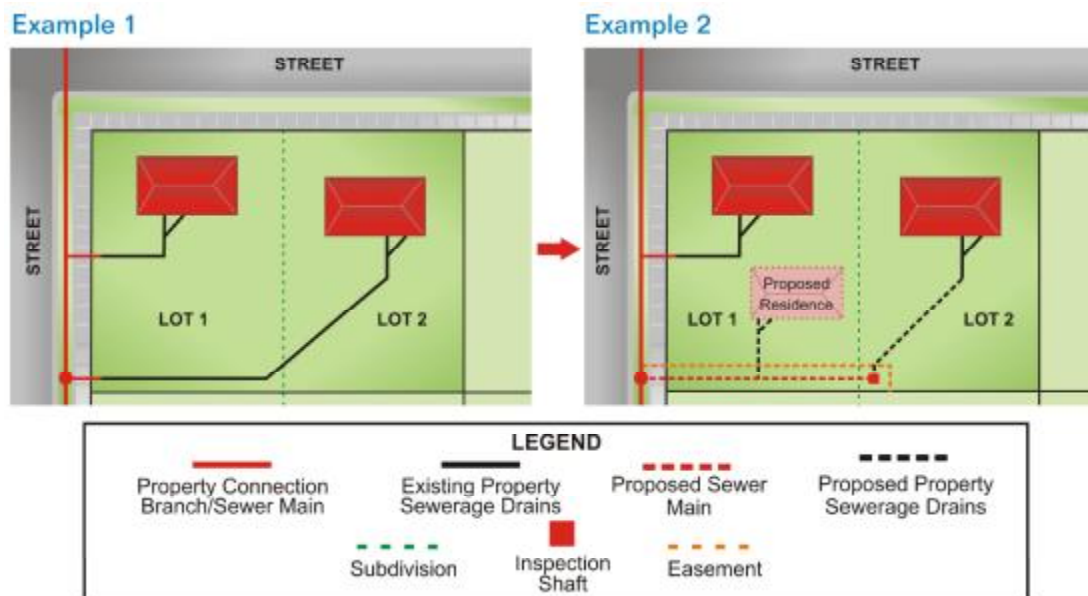 Example 1
STREET
STREET
LOT 1
LOT 2
Example 2
STREET
STREET
Proposed
Residence
LOT 1
LOT 2
LEGEND
Property Connection
Branch/Sewer Main
Existing Property
Sewerage Drains
Proposed Sewer
Main
Proposed Property
Sewerage Drains
Subdivision
Inspection
Shaft
Easement